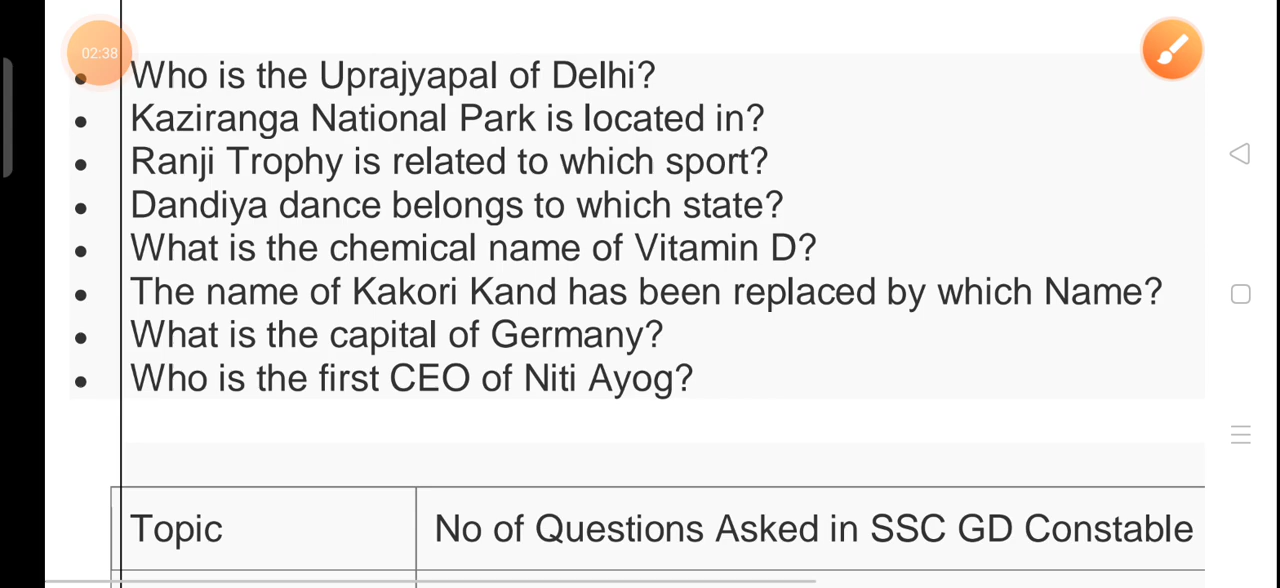 02:38
Who is the Uprajyapal of Delhi?
Kaziranga National Park is located in?
Ranji Trophy is related to which sport?
Dandiya dance belongs to which state?
What is the chemical name of Vitamin D?
The name of Kakori Kand has been replaced by which Name?
What is the capital of Germany?
Who is the first CEO of Niti Ayog?
Topic No of Questions Asked in SSC GD Constable